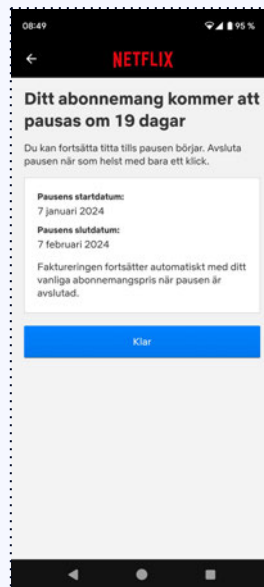 08:49
95 %
NETFLIX
Ditt abonnemang kommer att
pausas om 19 dagar
Du kan fortsätta titta tills pausen börjar. Avsluta
pausen när som helst med bara ett klick.
Pausens startdatum:
7 januari 2024
Pausens slutdatum:
7 februari 2024
Faktureringen fortsätter automatiskt med ditt
vanliga abonnemangspris när pausen är
avslutad.
Klar